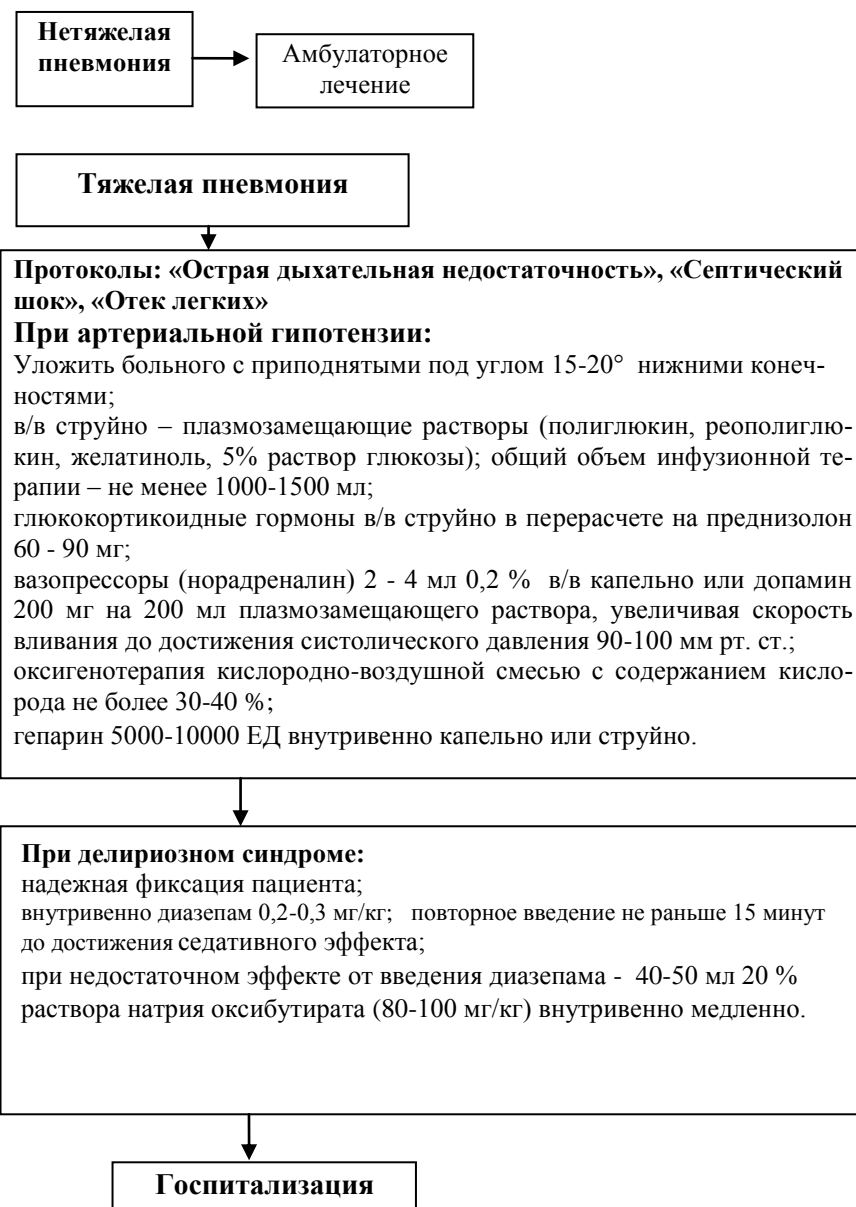 Нетяжелая
пневмония
Амбулаторное
лечение
Тяжелая пневмония
Протоколы: «Острая дыхательная недостаточность», «Септический
шок», «Отек легких»
При артериальной гипотензии:
Уложить больного с приподнятыми под углом 15-20° нижними конеч-
ностями;
в/в струйно – плазмозамещающие растворы (полиглюкин, реополиглю-
кин, желатиноль, 5% раствор глюкозы); общий объем инфузионной те-
рапии – не менее 1000-1500 мл;
глюкокортикоидные гормоны в/в струйно в перерасчете на преднизолон
60 - 90 мг;
вазопрессоры (норадреналин) 2 - 4 мл 0,2 % в/в капельно или допамин
200 мг на 200 мл плазмозамещающего раствора, увеличивая скорость
вливания до достижения систолического давления 90-100 мм рт. ст.;
оксигенотерапия кислородно-воздушной смесью с содержанием кисло-
рода не более 30-40 %;
гепарин 5000-10000 ЕД внутривенно капельно или струйно.
При делириозном синдроме:
надежная фиксация пациента;
внутривенно диазепам 0,2-0,3 мг/кг; повторное введение не раньше 15 минут
до достижения седативного эффекта;
при недостаточном эффекте от введения диазепама - 40-50 мл 20 %
раствора натрия оксибутирата (80-100 мг/кг) внутривенно медленно.
Госпитализация